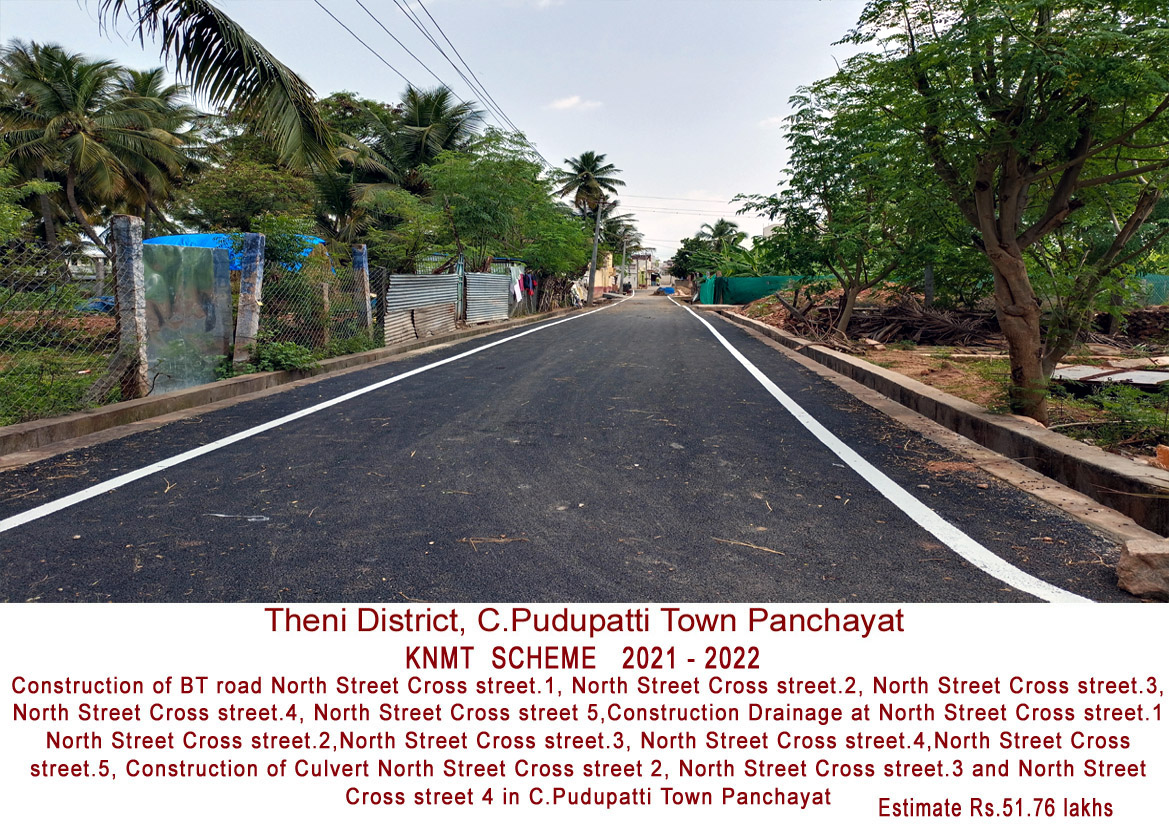 Theni District, C.Pudupatti Town Panchayat
KNMT SCHEME 2021 - 2022
Construction of BT road North Street Cross street.1, North Street Cross street.2, North Street Cross street.3,
North Street Cross street.4, North Street Cross street 5,Construction Drainage at North Street Cross street.1
North Street Cross street.2,North Street Cross street.3, North Street Cross street.4,North Street Cross
street.5, Construction of Culvert North Street Cross street 2, North Street Cross street.3 and North Street
Cross street 4 in C.Pudupatti Town Panchayat
Estimate Rs.51.76 lakhs